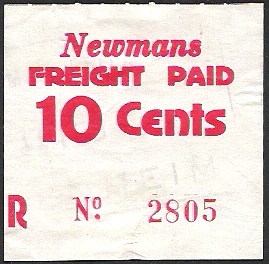 Newmans
FREIGHT PAID
10 Cents
R Nº 2805